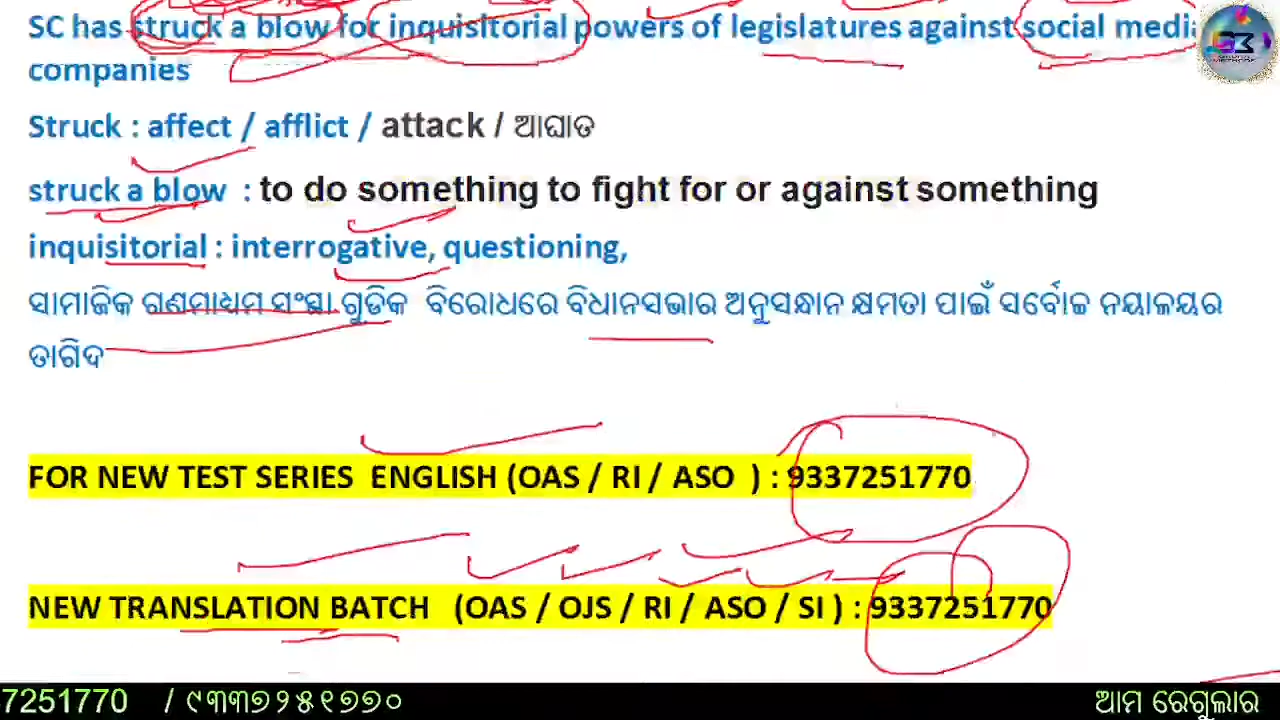 SC has struck a blow for inquisitorial powers of legislatures against social media
companies
Struck : affect / afflict / attack / ଆଘାତ
struck a blow : to do something to fight for or against something
inquisitorial : interrogative, questioning,
ସାମାଜିକ ଗଣମାଧ୍ୟମ ସଂସ୍ଥା ଗୁଡିକ ବିରୋଧରେ ବିଧାନସଭାର ଅନୁସନ୍ଧାନ କ୍ଷମତା ପାଇଁ ସର୍ବୋଚ୍ଚ ନୟାଳୟର
ତାଗିଦ
FOR NEW TEST SERIES ENGLISH (OAS / RI / ASO ) : 9337251770
NEW TRANSLATION BATCH (OAS / OJS / RI / ASO / SI ) : 9337251770
7251770 / ୯୩୩୭୨୫୧୭୭୦ ଆମ ରେଗୁଲାର